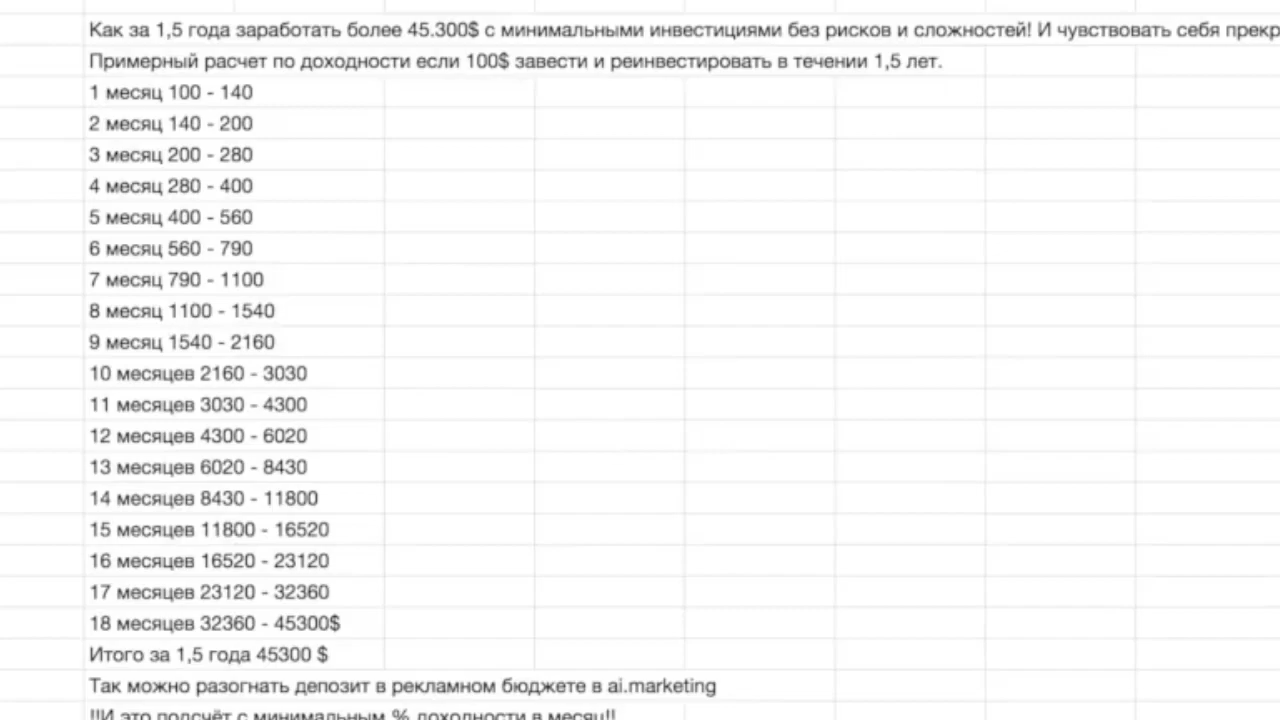 Как за 1,5 года заработать более 45.300$ с минимальными инвестициями без рисков и сложностей! И чувствовать себя
Примерный расчет по доходности если 100$ завести и реинвестировать в течении 1,5 лет.
1 месяц 100 - 140
2 месяц 140 - 200
3 месяц 200 - 280
4 месяц 280 - 400
5 месяц 400 - 560
6 месяц 560 - 790
7 месяц 790 - 1100
8 месяц 1100 - 1540
9 месяц 1540 - 2160
10 месяцев 2160 - 3030
11 месяцев 3030 - 4300
12 месяцев 4300 - 6020
13 месяцев 6020 - 8430
14 месяцев 8430 - 11800
15 месяцев 11800 - 16520
16 месяцев 16520 - 23120
17 месяцев 23120 - 32360
18 месяцев 32360 - 45300$
Итого за 1,5 года 45300 $
Так можно разогнать депозит в рекламном бюджете в ai.marketing
!!И это подсчёт с минимальным % доходности в месяц!!